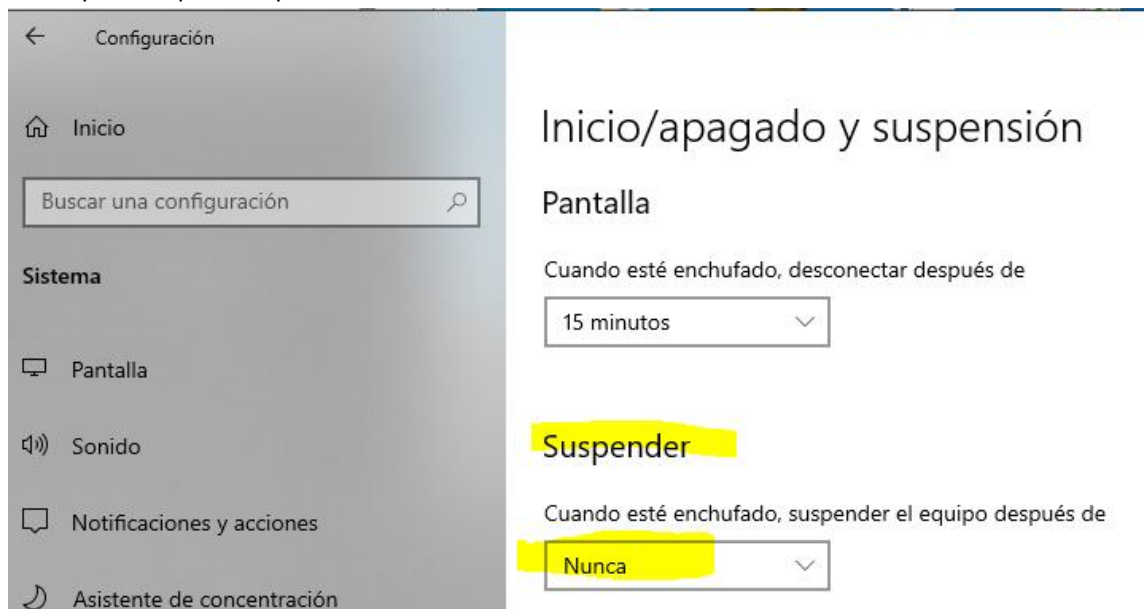 Configuración
Inicio
Buscar una configuración
Sistema
Pantalla
Sonido
Notificaciones y acciones
Asistente de concentración
Inicio/apagado y suspensión
Pantalla
Cuando esté enchufado, desconectar después de
15 minutos
Suspender
Cuando esté enchufado, suspender el equipo después de
Nunca